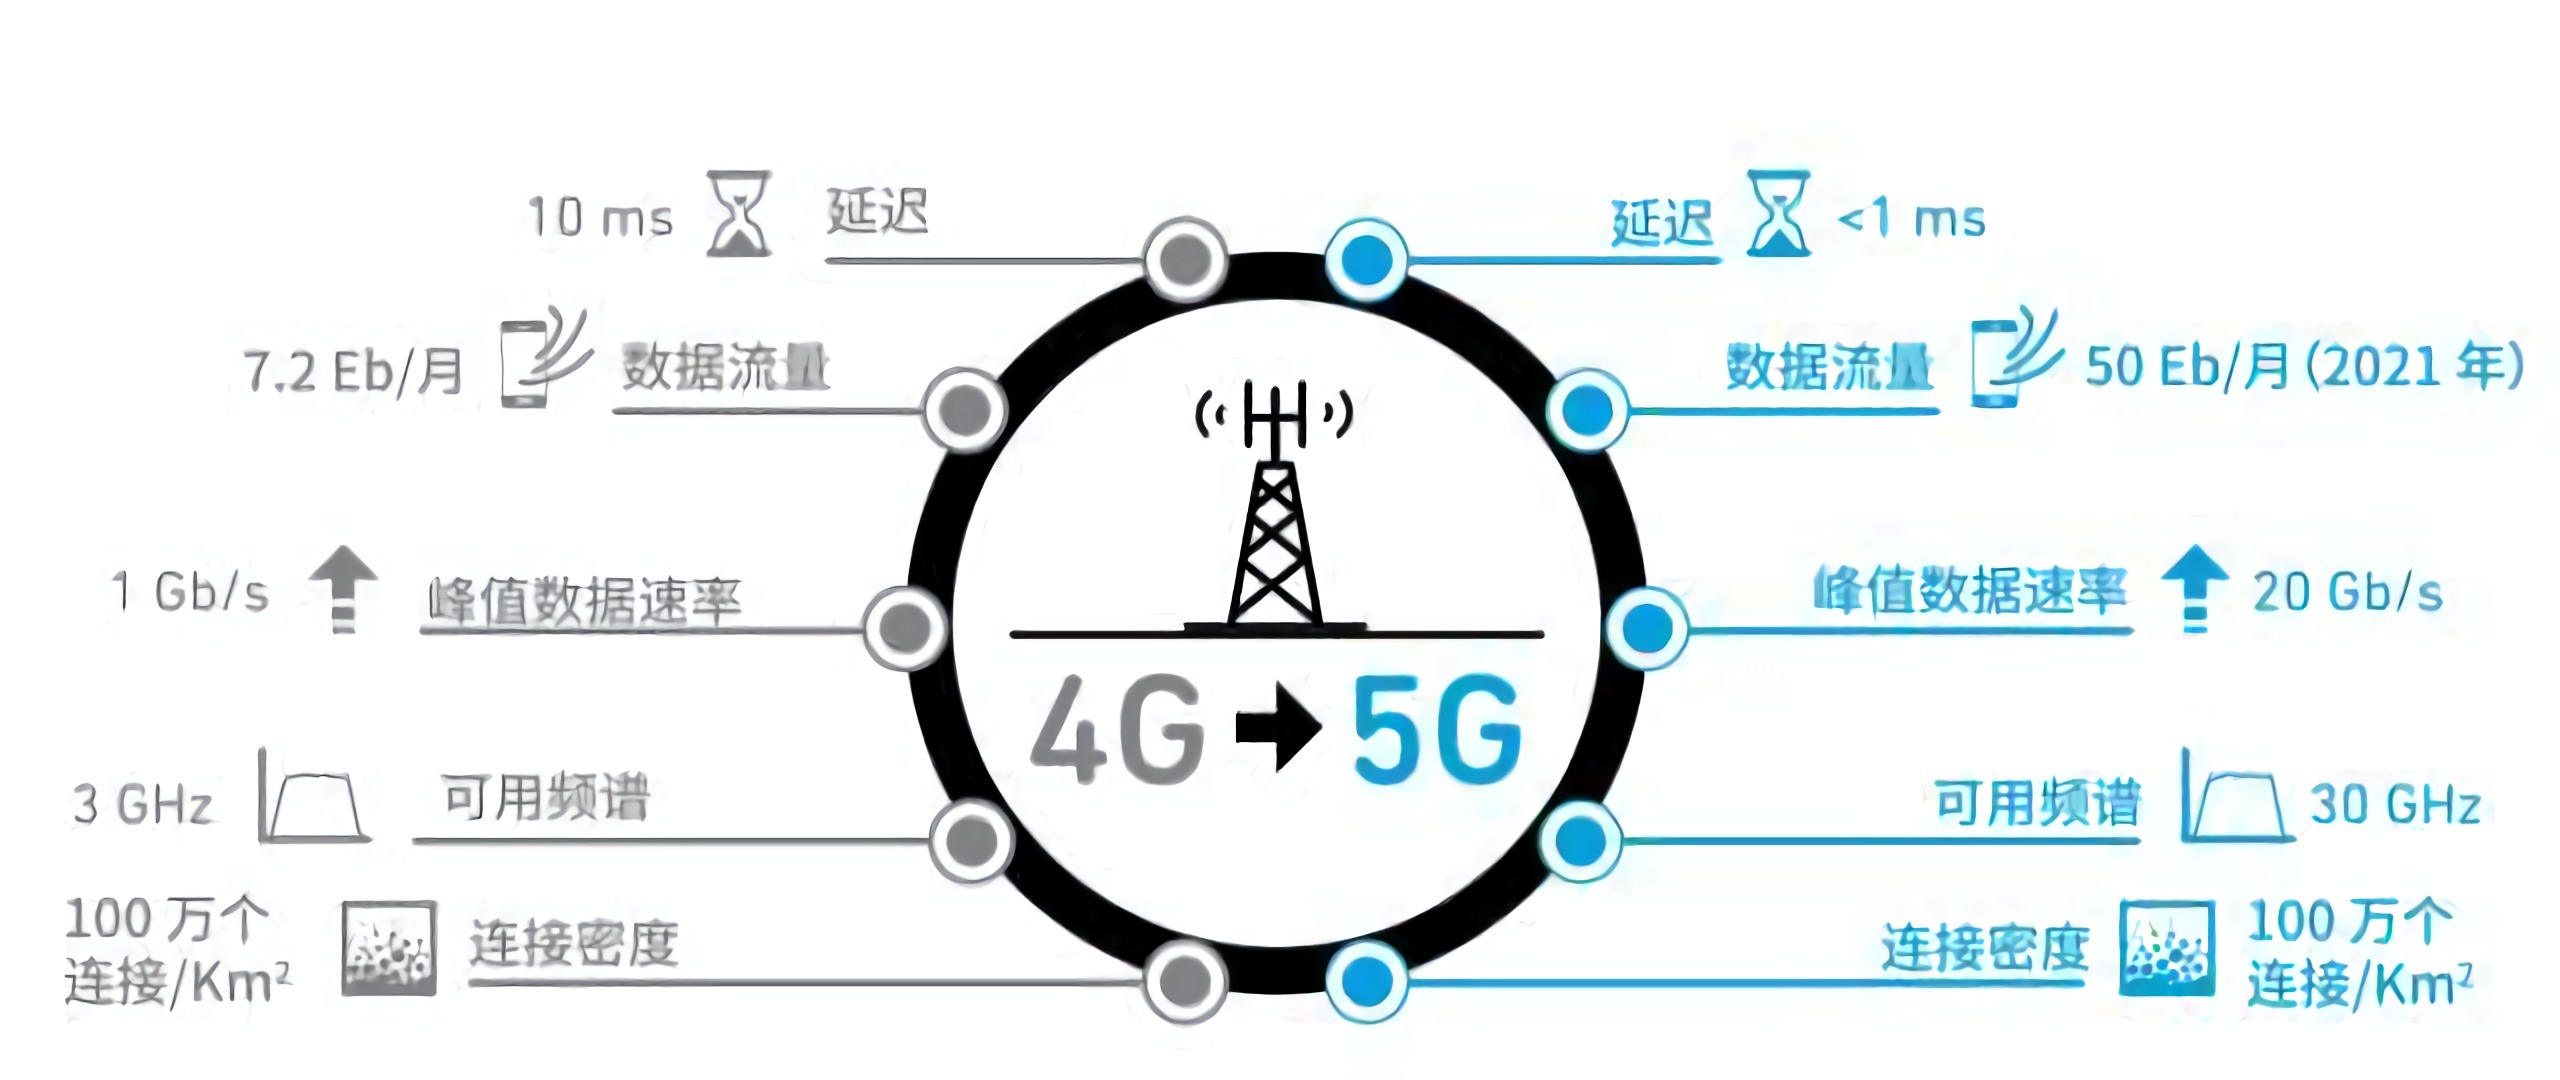 10 ms 延迟
7.2 Eb/月 数据流量
1 Gb/s 峰值数据速率
3 GHz 可用频谱
100 万个
连接/Km² 连接密度
4G 5G
延迟 <1 ms
数据流量 50 Eb/月 (2021 年)
峰值数据速率 20 Gb/s
可用频谱 30 GHz
连接密度 100 万个
连接/Km²